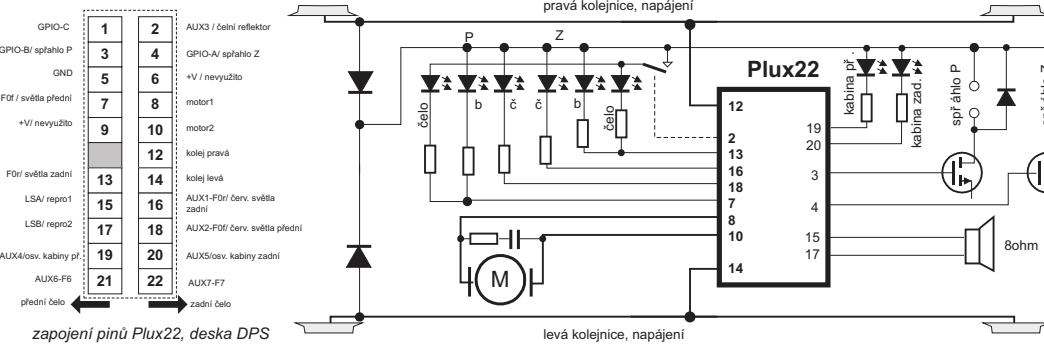 GPIO-C 1 2 AUX3 / čelní reflektor
GPIO-B/ spřahlo P 3 4 GPIO-A/ spřahlo Z
GND 5 6 +V / nevyužito
F0f / světla přední 7 8 motor1
+V/ nevyužito 9 10 motor2
12 kolej pravá
F0r/ světla zadní 13 14 kolej levá
LSA/ repro1 15 16 AUX1-F0r/ červ. světla
zadní
LSB/ repro2 17 18 AUX2-F0f/ červ. světla přední
AUX4/osv. kabiny př. 19 20 AUX5/osv. kabiny zadní
AUX6-F6 21 22 AUX7-F7
přední čelo
zadní čelo
zapojení pinů Plux22, deska DPS
pravá kolejnice, napájení
P
Z
čelo
b
č
č
b
čelo
Plux22
12
2
13
16
18
7
8
10
14
19
20
3
4
15
17
M
kabina př.
kabina zad.
spř áhlo P
8ohm
levá kolejnice, napájení